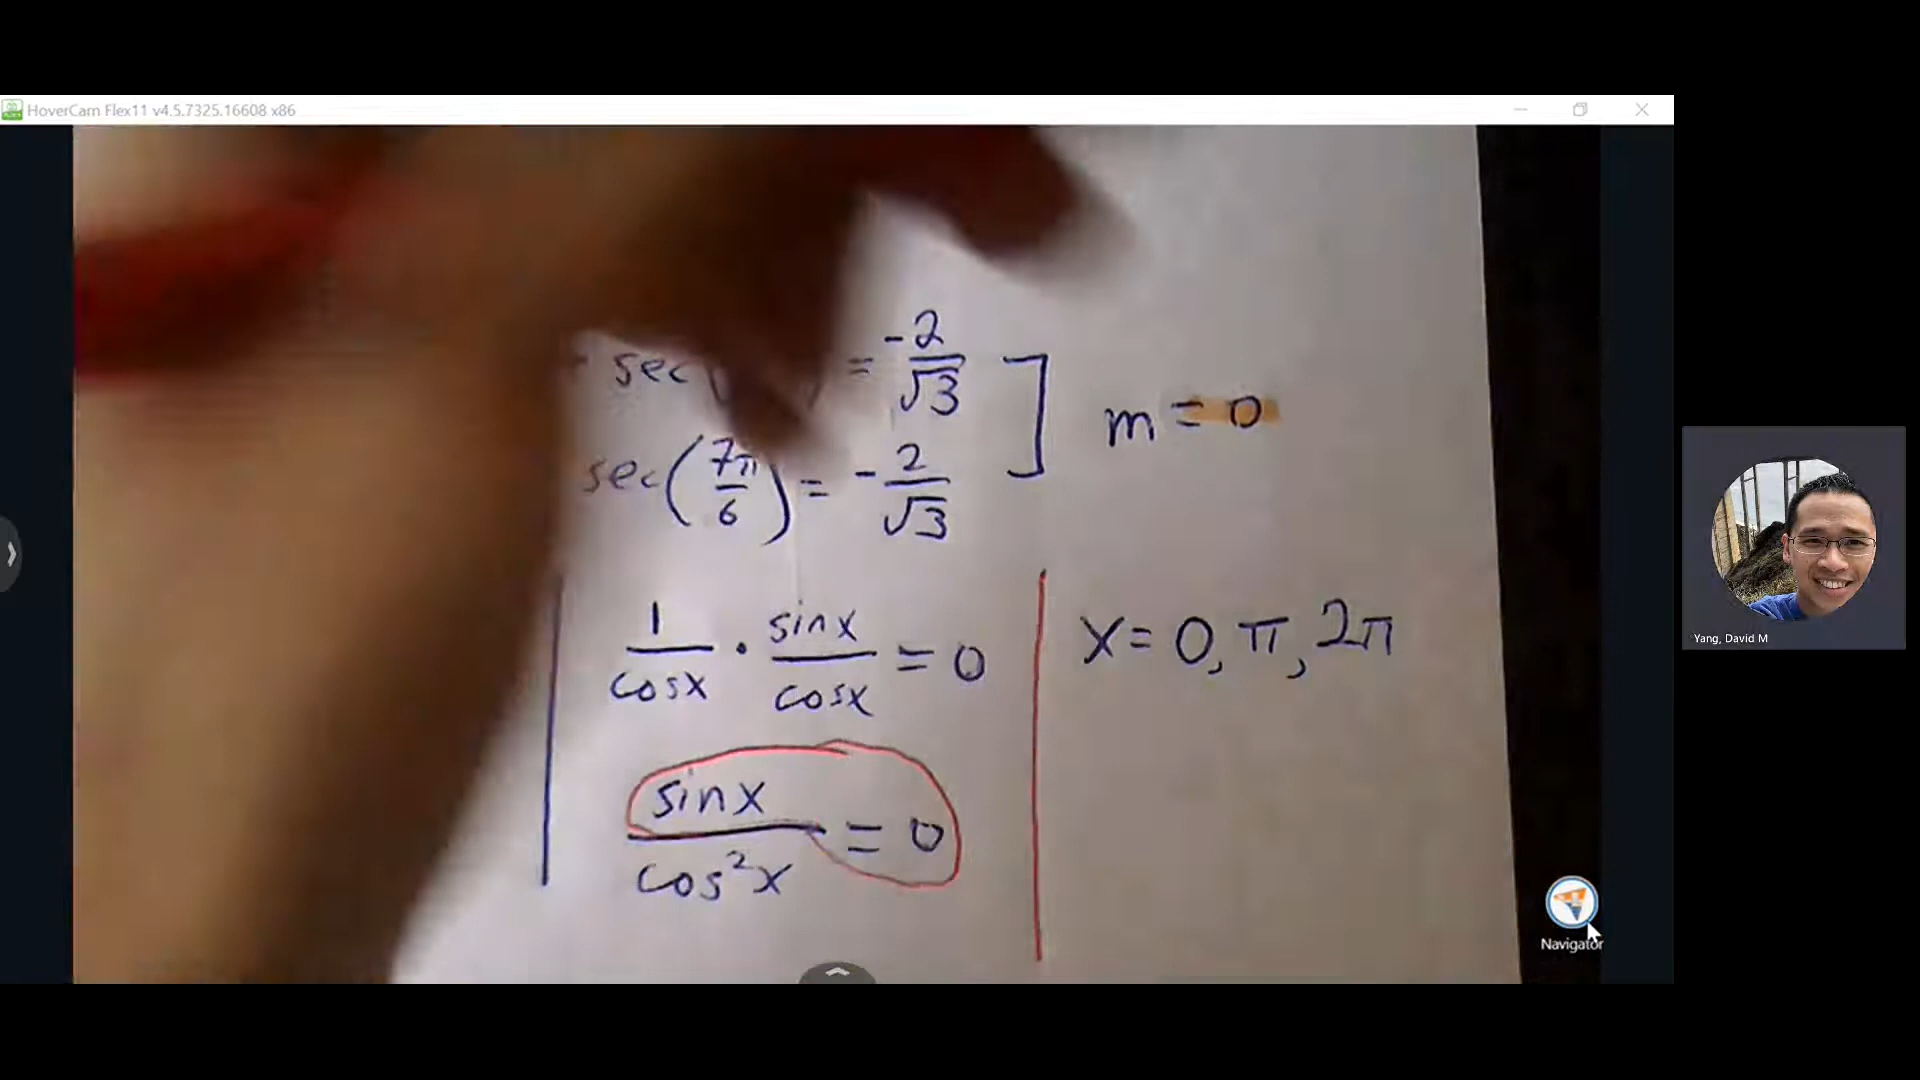 HoverCam Flex11 v4.5.7325.16608 x86
sec = -2/√3
m = 0
sec(7π/6) = -2/√3
1/cosx · sinx/cosx = 0
x = 0, π, 2π
sinx/cos²x = 0
Yang, David M
Navigator